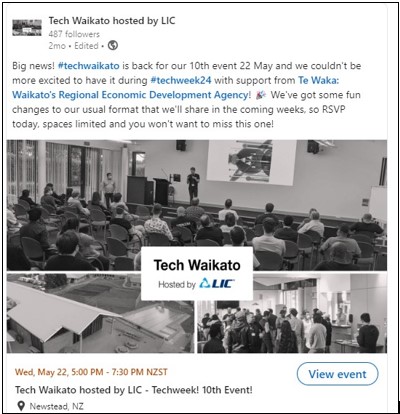 Tech Waikato hosted by LIC
487 followers
2mo • Edited •
Big news! #techwaikato is back for our 10th event 22 May and we couldn't be
more excited to have it during #techweek24 with support from Te Waka:
Waikato's Regional Economic Development Agency! 🎉 We've got some fun
changes to our usual format that we'll share in the coming weeks, so RSVP
today, spaces limited and you won't want to miss this one!
Tech Waikato
Hosted by LIC
Wed, May 22, 5:00 PM - 7:30 PM NZST
View event
Tech Waikato hosted by LIC - Techweek! 10th Event!
Newstead, NZ